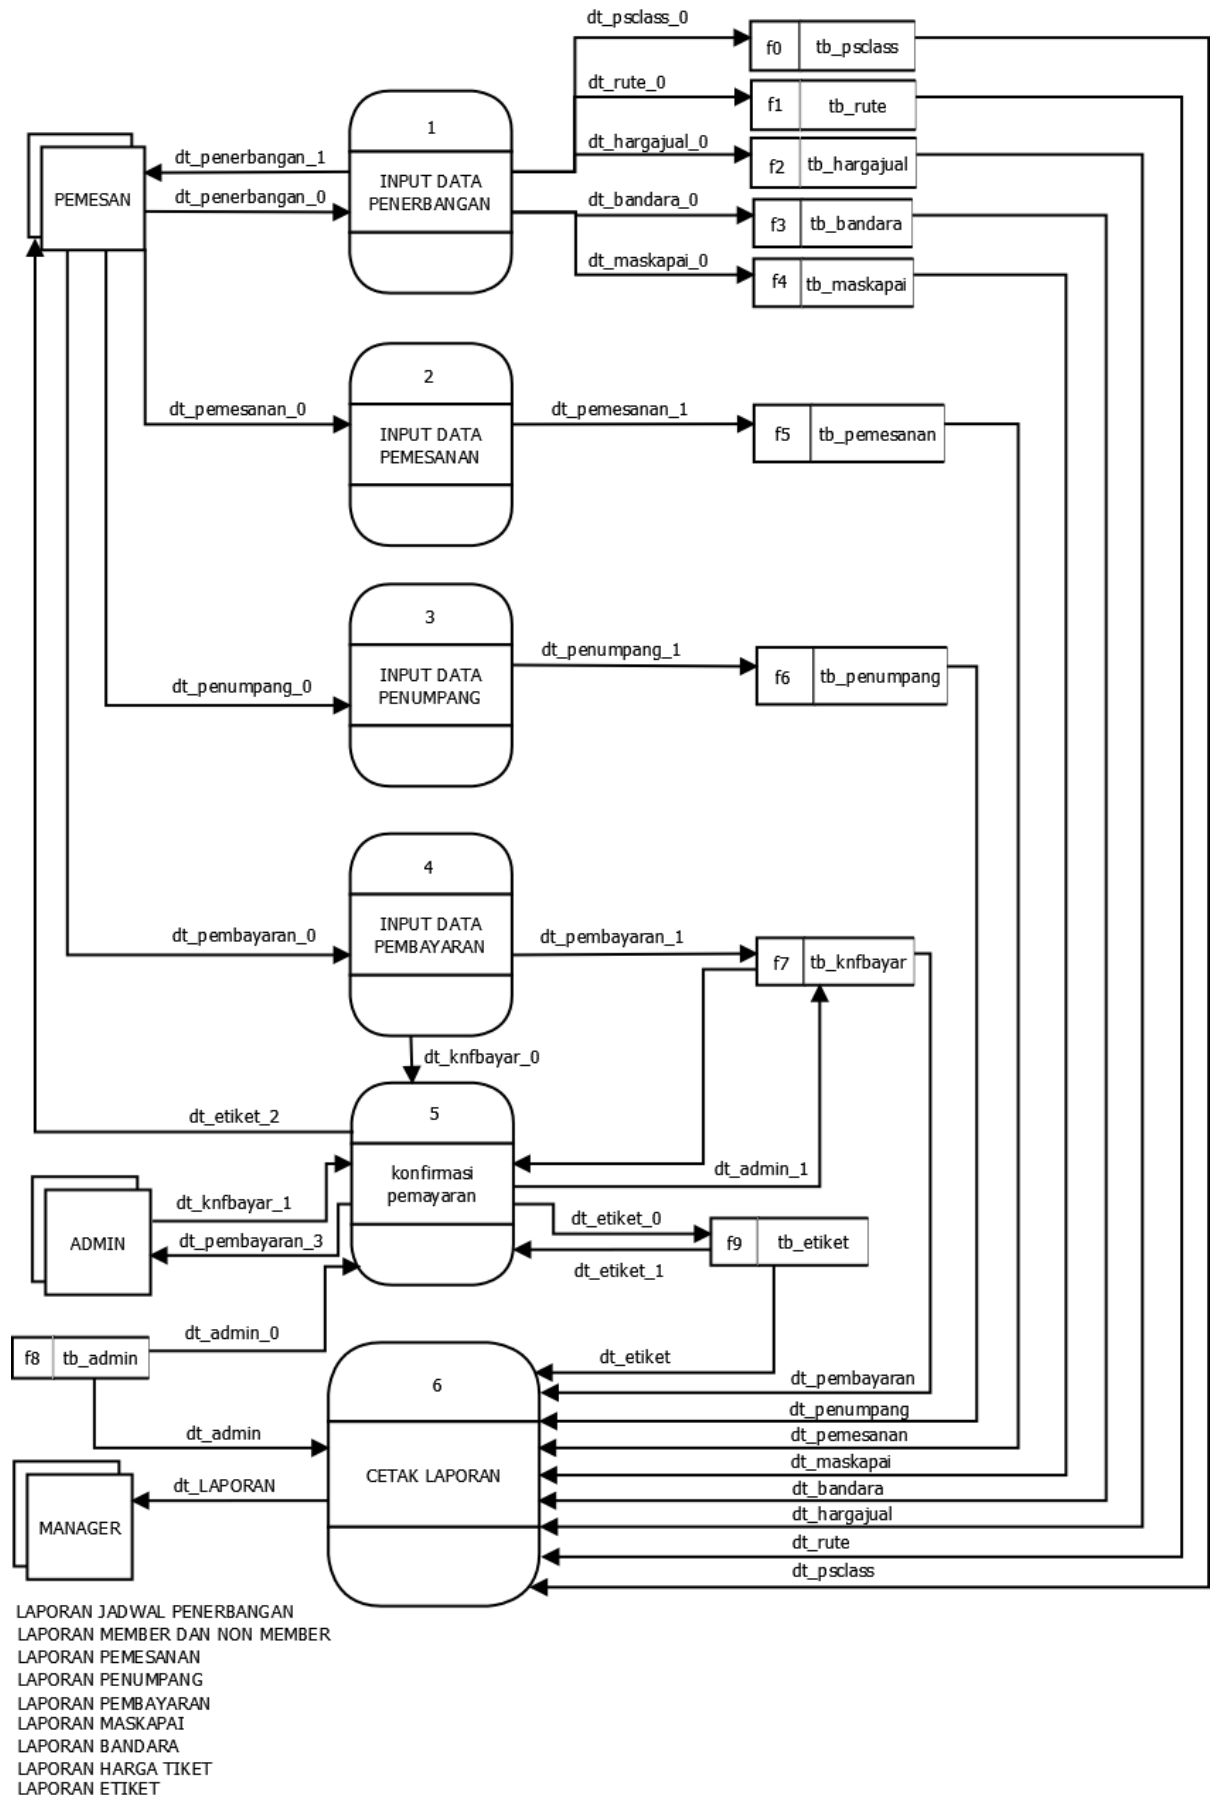 dt_psclass_0
f0 tb_psclass
dt_rute_0
f1 tb_rute
1
dt_hargajual_0
f2 tb_hargajual
dt_penerbangan_1
INPUT DATA
PENERBANGAN
PEMESAN
dt_penerbangan_0
dt_bandara_0
f3 tb_bandara
dt_maskapai_0
f4 tb_maskapai
2
dt_pemesanan_0
INPUT DATA
PEMESANAN
dt_pemesanan_1
f5 tb_pemesanan
3
dt_penumpang_0
INPUT DATA
PENUMPANG
dt_penumpang_1
f6 tb_penumpang
4
dt_pembayaran_0
INPUT DATA
PEMBAYARAN
dt_pembayaran_1
f7 tb_knfbayar
dt_knfbayar_0
dt_etiket_2
5
konfirmasi
pemayaran
dt_admin_1
dt_knfbayar_1
ADMIN
dt_pembayaran_3
dt_etiket_0
f9 tb_etiket
dt_etiket_1
dt_admin_0
f8 tb_admin
dt_etiket
6
dt_pembayaran
dt_penumpang
dt_admin
dt_pemesanan
dt_maskapai
CETAK LAPORAN
dt_LAPORAN
dt_bandara
dt_hargajual
MANAGER
dt_rute
dt_psclass
LAPORAN JADWAL PENERBANGAN
LAPORAN MEMBER DAN NON MEMBER
LAPORAN PEMESANAN
LAPORAN PENUMPANG
LAPORAN PEMBAYARAN
LAPORAN MASKAPAI
LAPORAN BANDARA
LAPORAN HARGA TIKET
LAPORAN ETIKET